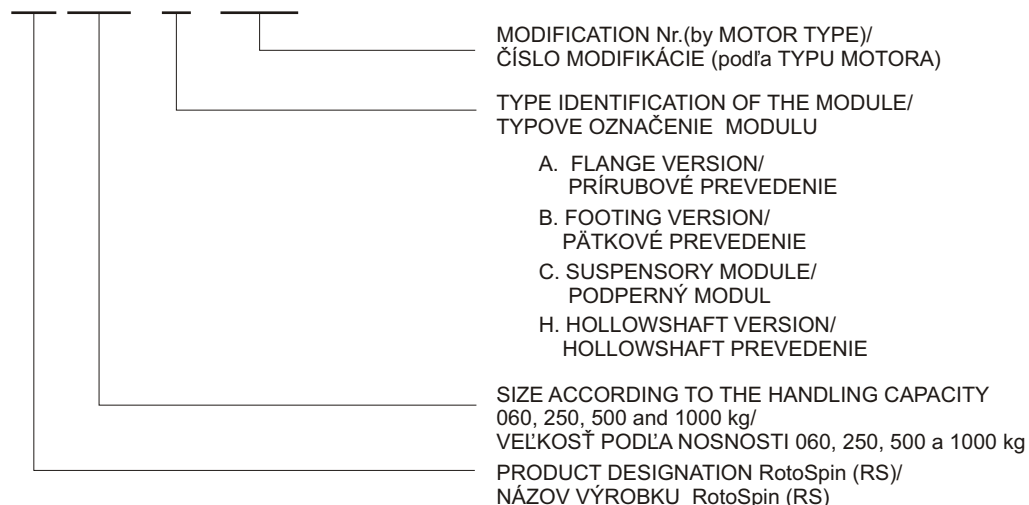 MODIFICATION Nr.(by MOTOR TYPE)/
ČÍSLO MODIFIKÁCIE (podľa TYPU MOTORA)
TYPE IDENTIFICATION OF THE MODULE/
TYPOVE OZNAČENIE MODULU
A. FLANGE VERSION/
PRÍRUBOVÉ PREVEDENIE
B. FOOTING VERSION/
PÄTKOVÉ PREVEDENIE
C. SUSPENSORY MODULE/
PODPERNÝ MODUL
H. HOLLOWSHAFT VERSION/
HOLLOWSHAFT PREVEDENIE
SIZE ACCORDING TO THE HANDLING CAPACITY
060, 250, 500 and 1000 kg/
VEĽKOSŤ PODĽA NOSNOSTI 060, 250, 500 a 1000 kg
PRODUCT DESIGNATION RotoSpin (RS)/
NÁZOV VÝROBKU RotoSpin (RS)